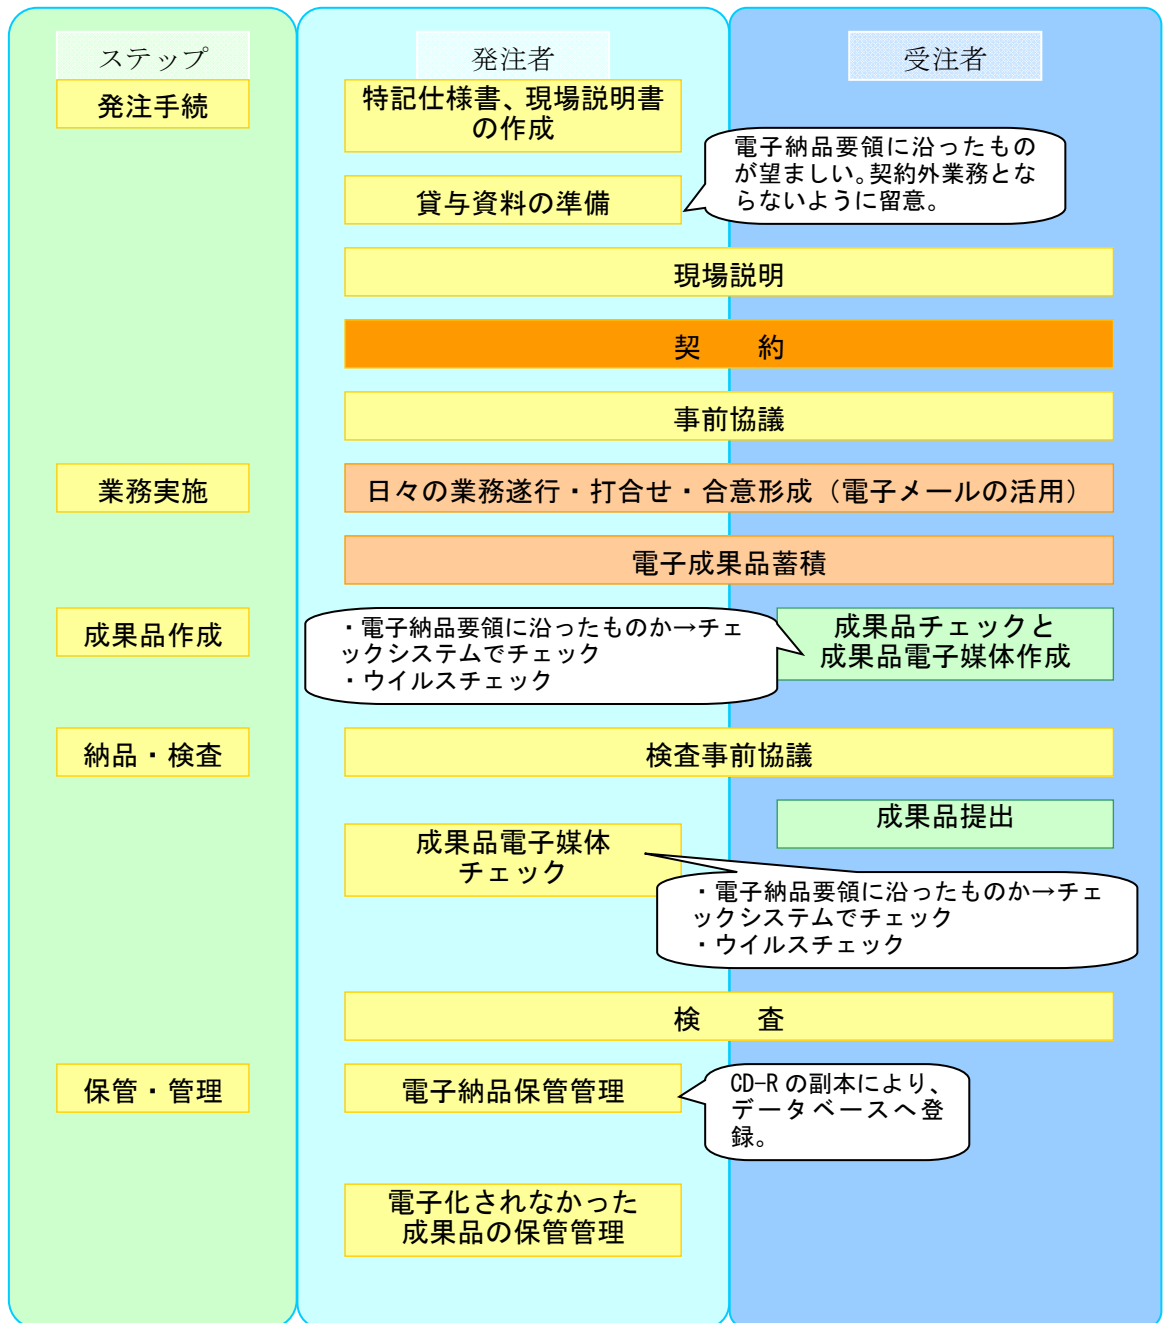 ステップ
発注者
受注者
発注手続
特記仕様書、現場説明書
の作成
電子納品要領に沿ったもの
が望ましい。契約外業務とな
らないように留意。
貸与資料の準備
現場説明
契　　約
事前協議
業務実施
日々の業務遂行・打合せ・合意形成（電子メールの活用）
電子成果品蓄積
成果品作成
・電子納品要領に沿ったものか→チェ
ックシステムでチェック
・ウイルスチェック
成果品チェックと
成果品電子媒体作成
納品・検査
検査事前協議
成果品提出
成果品電子媒体
チェック
・電子納品要領に沿ったものか→チェ
ックシステムでチェック
・ウイルスチェック
検　　査
保管・管理
電子納品保管管理
CD-R の副本により、
データベースへ登
録。
電子化されなかった
成果品の保管管理